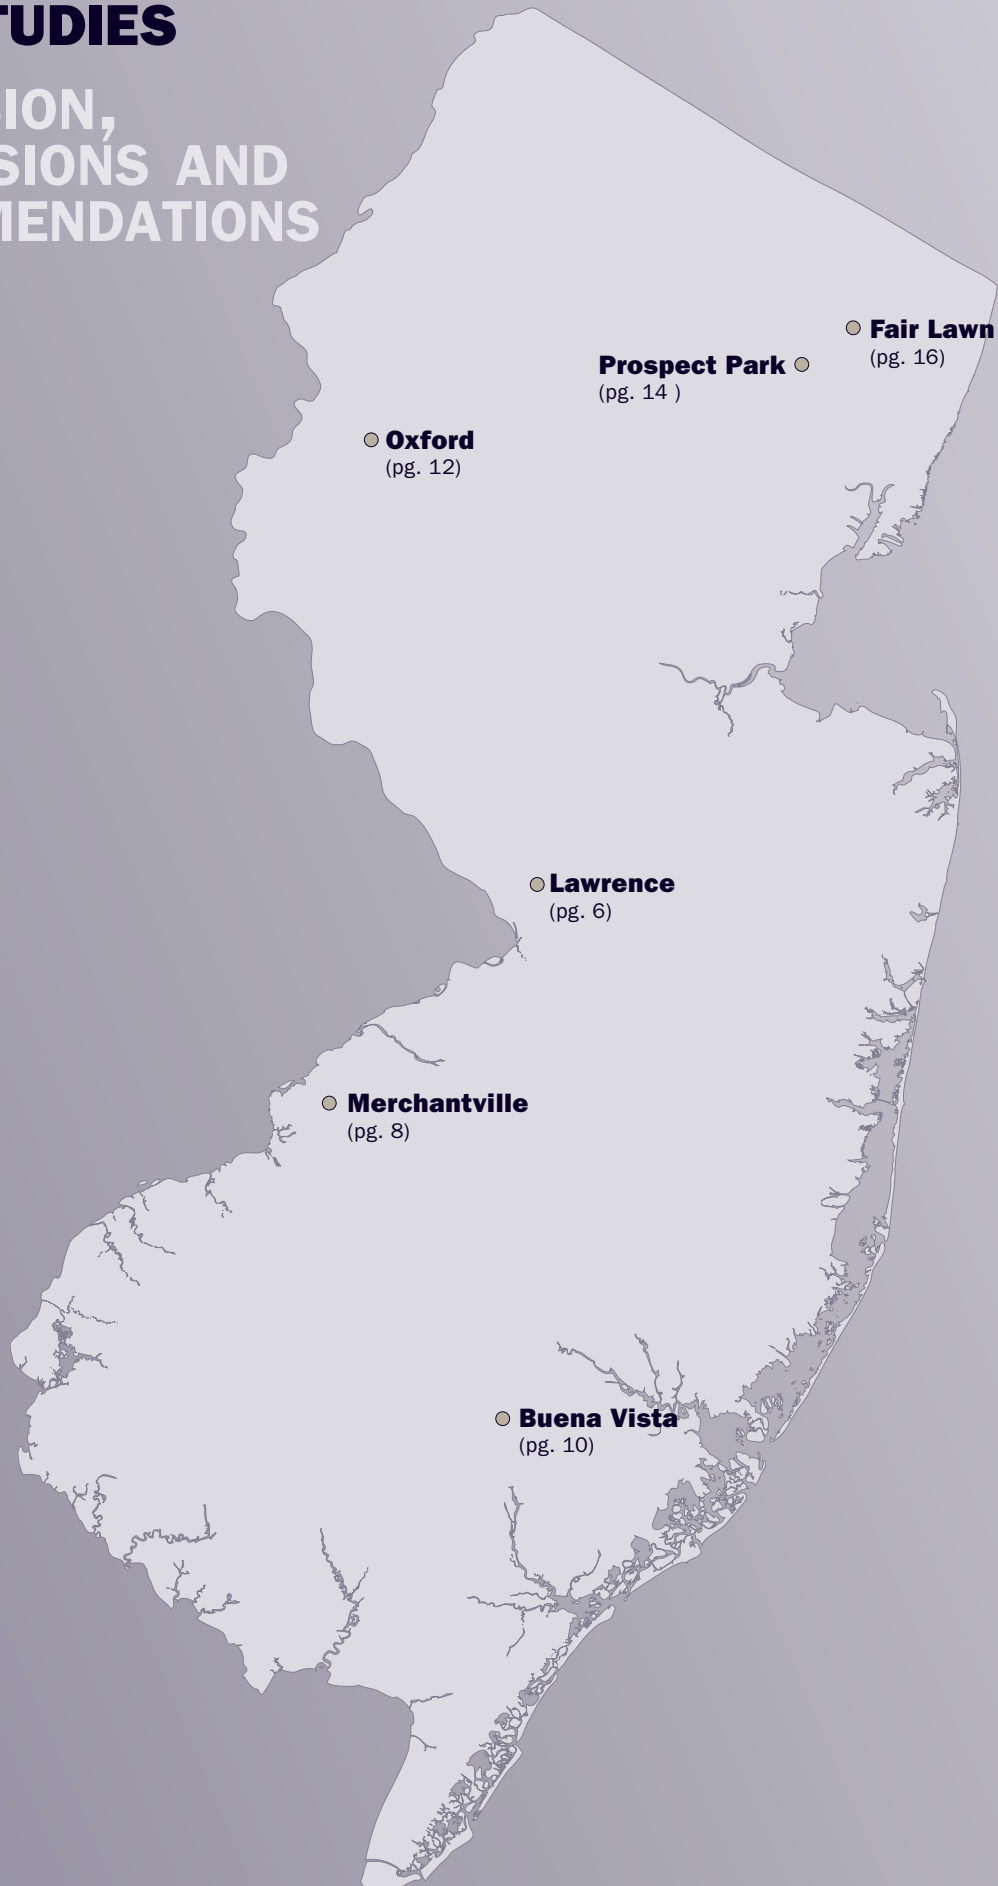 TUDIES
ION,
SIONS AND
MENDATIONS
Fair Lawn
(pg. 16)
Prospect Park
(pg. 14 )
Oxford
(pg. 12)
Lawrence
(pg. 6)
Merchantville
(pg. 8)
Buena Vista
(pg. 10)